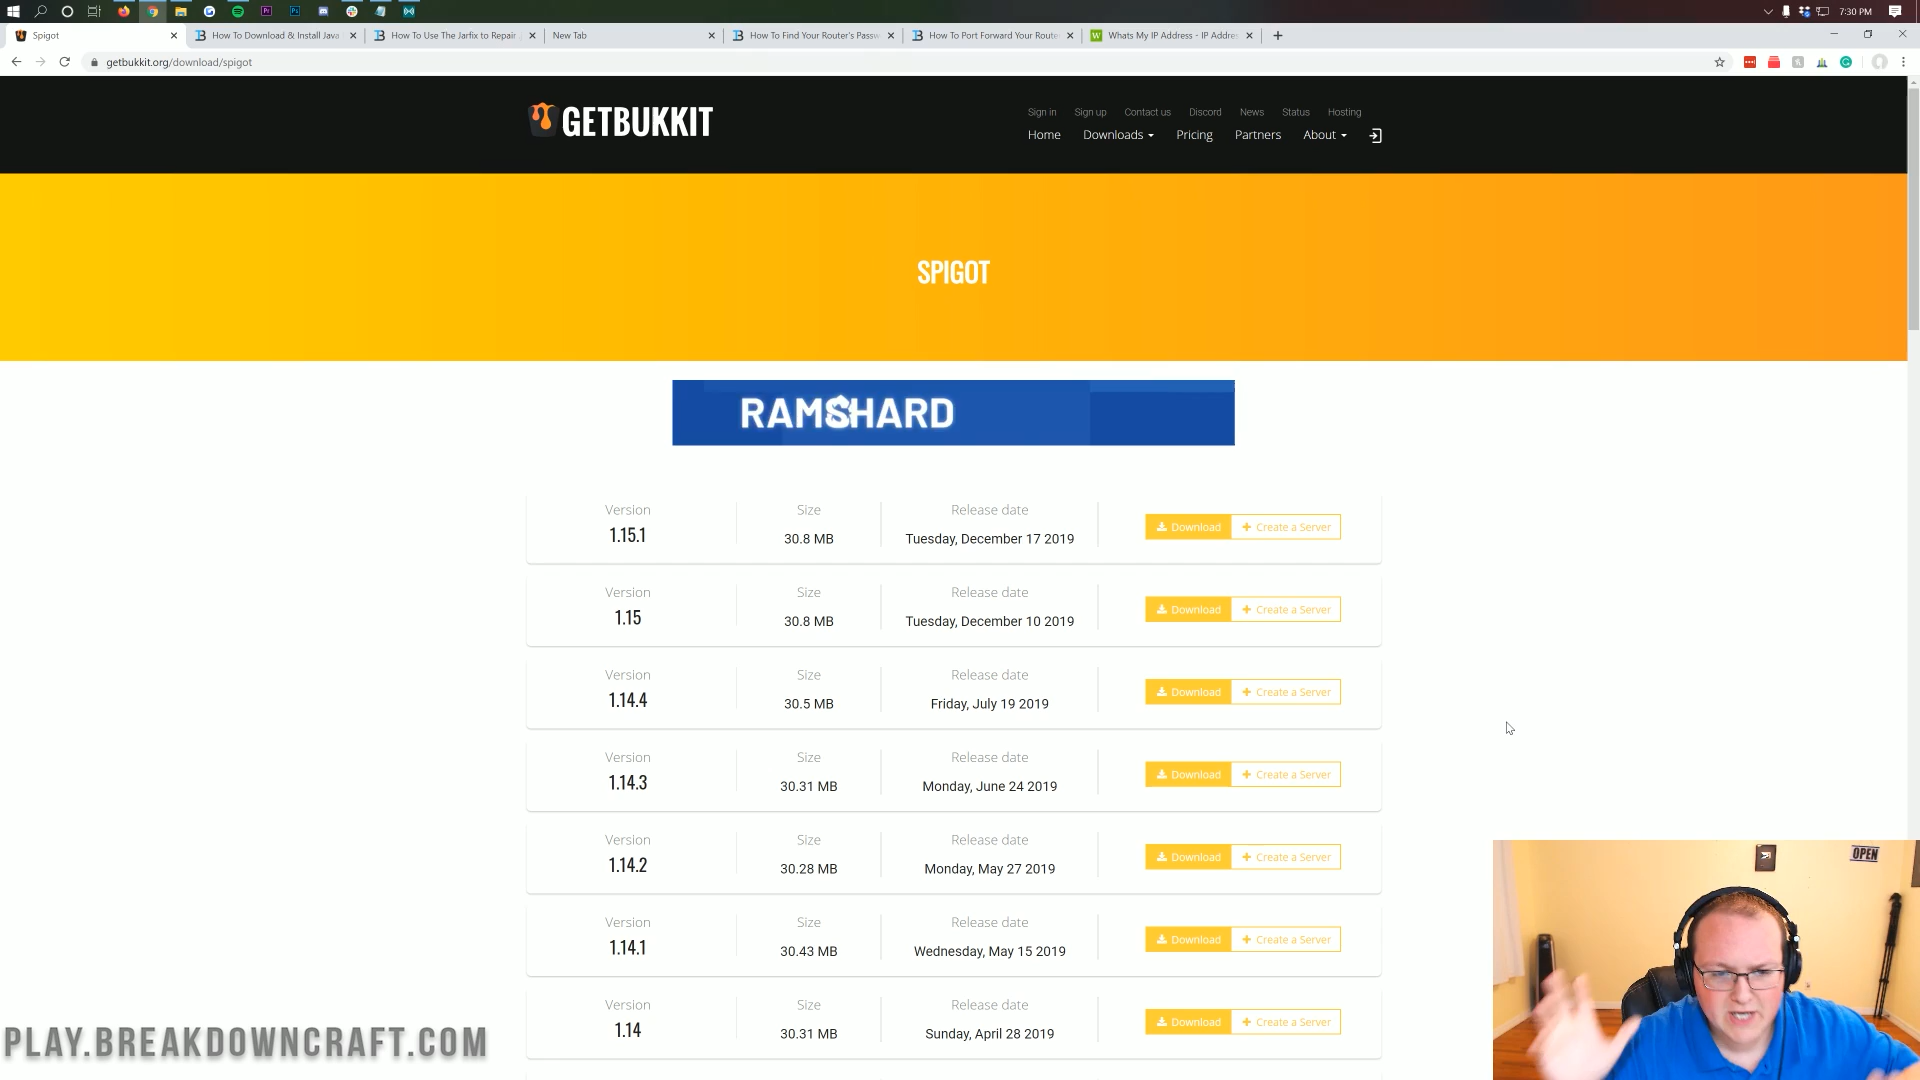 7:30 PM
Spigot
How To Download & Install Java
How To Use The Jarfix to Repair
New Tab
How To Find Your Router's Passw
How To Port Forward Your Route
Whats My IP Address - IP Addre
getbukkit.org/download/spigot
GETBUKKIT
Sign in Sign up Contact us Discord News Status Hosting
Home Downloads Pricing Partners About
SPIGOT
RAMSHARD
Version Size Release date
1.15.1 30.8 MB Tuesday, December 17 2019 Download Create a Server
Version Size Release date
1.15 30.8 MB Tuesday, December 10 2019 Download Create a Server
Version Size Release date
1.14.4 30.5 MB Friday, July 19 2019 Download Create a Server
Version Size Release date
1.14.3 30.31 MB Monday, June 24 2019 Download Create a Server
Version Size Release date
1.14.2 30.28 MB Monday, May 27 2019 Download Create a Server
Version Size Release date
1.14.1 30.43 MB Wednesday, May 15 2019 Download Create a Server
Version Size Release date
1.14 30.31 MB Sunday, April 28 2019 Download Create a Server
OPEN
PLAY.BREAKDOWNCRAFT.COM